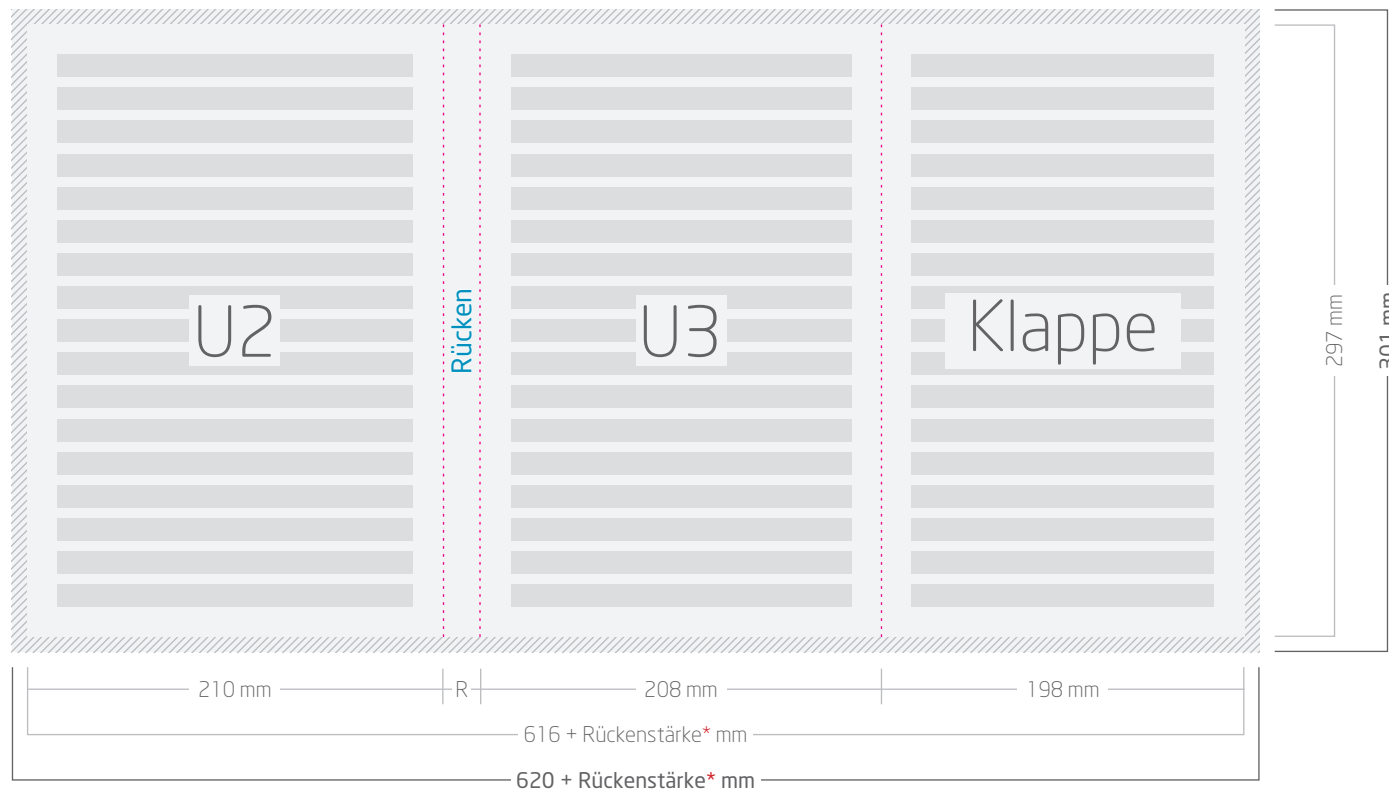 U2
Rücken
U3
Klappe
297 mm
301 mm
210 mm
R
208 mm
198 mm
616 + Rückenstärke* mm
620 + Rückenstärke* mm